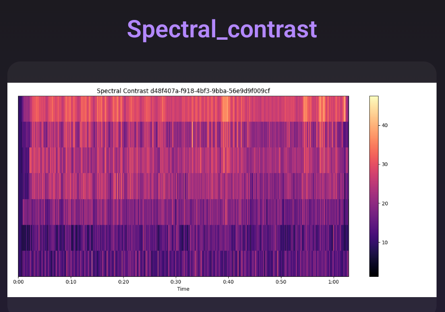 Spectral_contrast
Spectral Contrast d48f407a-f918-4bf3-9bba-56e9d9f009cf
40
30
20
10
0:00 0:10 0:20 0:30 0:40 0:50 1:00
Time